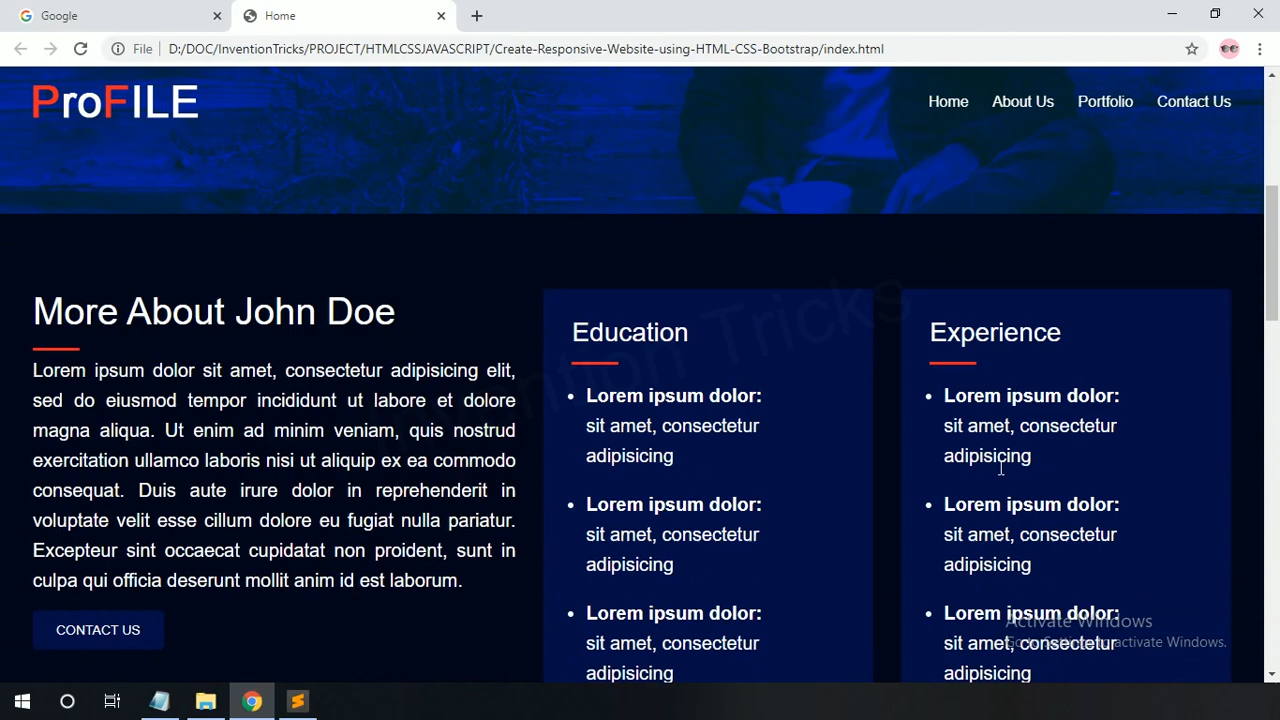 Google
Home
File
D:/DOC/InventionTricks/PROJECT/HTMLCSSJAVASCRIPT/Create-Responsive-Website-using-HTML-CSS-Bootstrap/index.html
ProFILE
Home
About Us
Portfolio
Contact Us
More About John Doe
Lorem ipsum dolor sit amet, consectetur adipisicing elit,
sed do eiusmod tempor incididunt ut labore et dolore
magna aliqua. Ut enim ad minim veniam, quis nostrud
exercitation ullamco laboris nisi ut aliquip ex ea commodo
consequat. Duis aute irure dolor in reprehenderit in
voluptate velit esse cillum dolore eu fugiat nulla pariatur.
Excepteur sint occaecat cupidatat non proident, sunt in
culpa qui officia deserunt mollit anim id est laborum.
CONTACT US
Education
• Lorem ipsum dolor:
sit amet, consectetur
adipisicing
• Lorem ipsum dolor:
sit amet, consectetur
adipisicing
• Lorem ipsum dolor:
sit amet, consectetur
adipisicing
Experience
• Lorem ipsum dolor:
sit amet, consectetur
adipisicing
• Lorem ipsum dolor:
sit amet, consectetur
adipisicing
• Lorem ipsum dolor:
sit amet, consectetur
adipisicing
Invention Tricks
Activate Windows
Go to Settings to activate Windows.